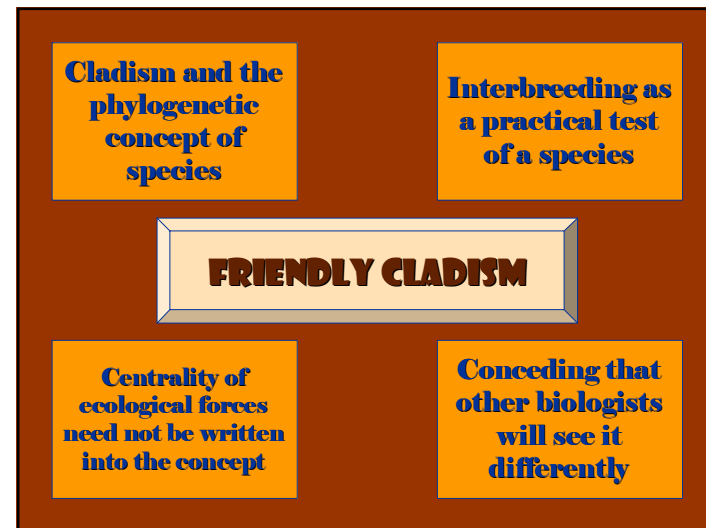 Cladism and the
phylogenetic
concept of
species
Interbreeding as
a practical test
of a species
FRIENDLY CLADISM
Centrality of
ecological forces
need not be written
into the concept
Conceding that
other biologists
will see it
differently